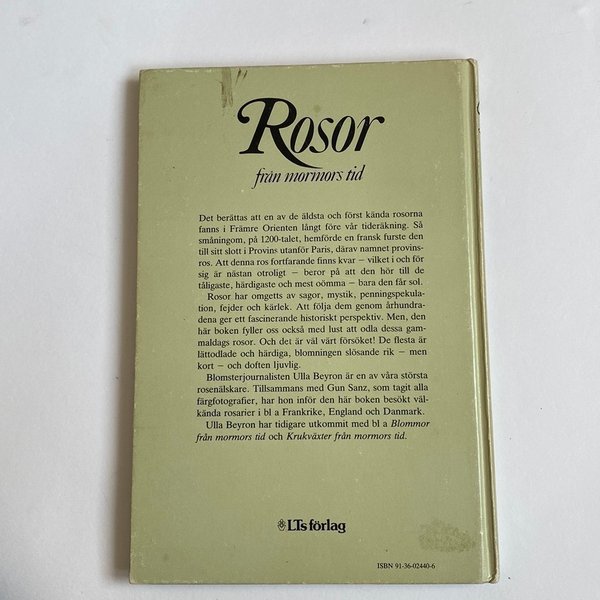 Rosor
från mormors tid
Det berättas att en av de äldsta och först kända rosorna
fanns i Främre Orienten långt före vår tideräkning. Så
småningom, på 1200-talet, hemförde en fransk furste den
till sitt slott i Provins utanför Paris, därav namnet provins-
ros. Att denna ros fortfarande finns kvar – vilket i och för
sig är nästan otroligt – beror på att den hör till de
tåligaste, härdigaste och mest oömma – bara den får sol.
Rosor har omgetts av sagor, mystik, penningspekula-
tion, fejder och kärlek. Att följa dem genom århundra-
dena ger ett fascinerande historiskt perspektiv. Men, den
här boken fyller oss också med lust att odla dessa gam-
maldags rosor. Och det är väl värt försöket! De flesta är
lättodlade och härdiga, blomningen slösande rik – men
kort – och doften ljuvlig.
Blomsterjournalisten Ulla Beyron är en av våra största
rosenälskare. Tillsammans med Gun Sanz, som tagit alla
färgfotografier, har hon inför den här boken besökt väl-
kända rosarier i bl a Frankrike, England och Danmark.
Ulla Beyron har tidigare utkommit med bl a Blommor
från mormors tid och Krukväxter från mormors tid.
LTs förlag
ISBN 91-36-02440-6